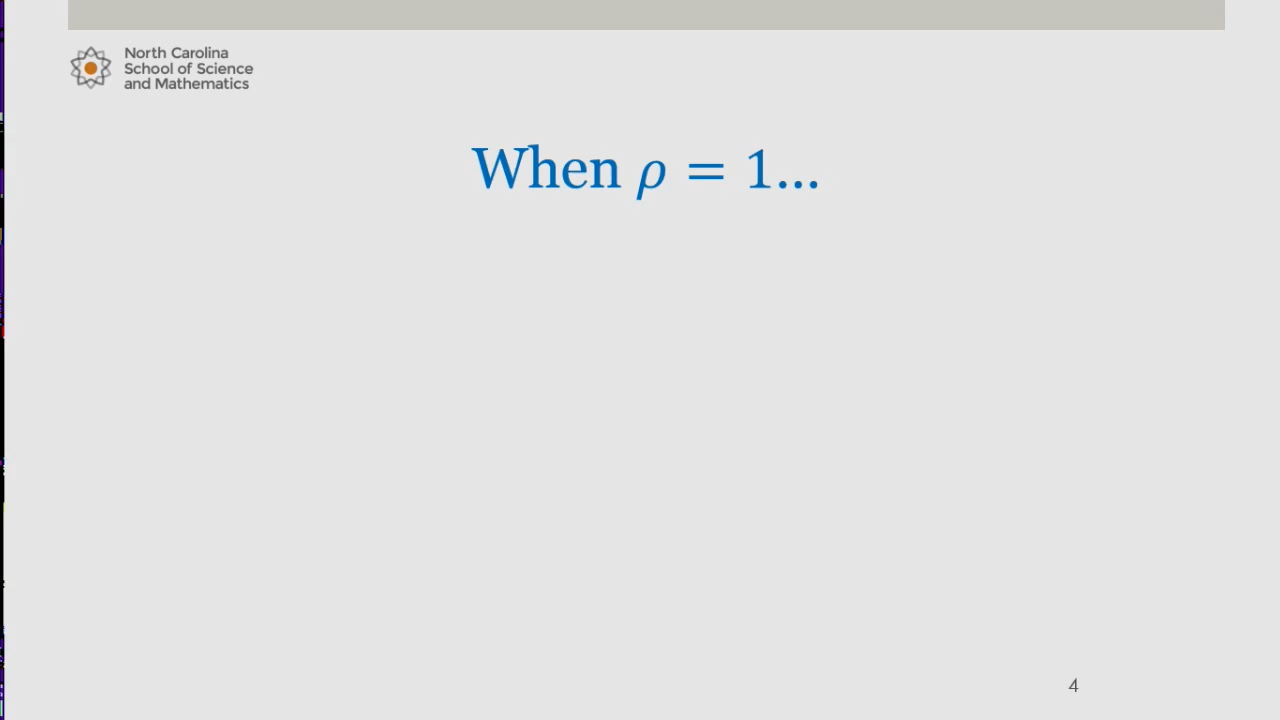 North Carolina
School of Science
and Mathematics
When ρ = 1...
4